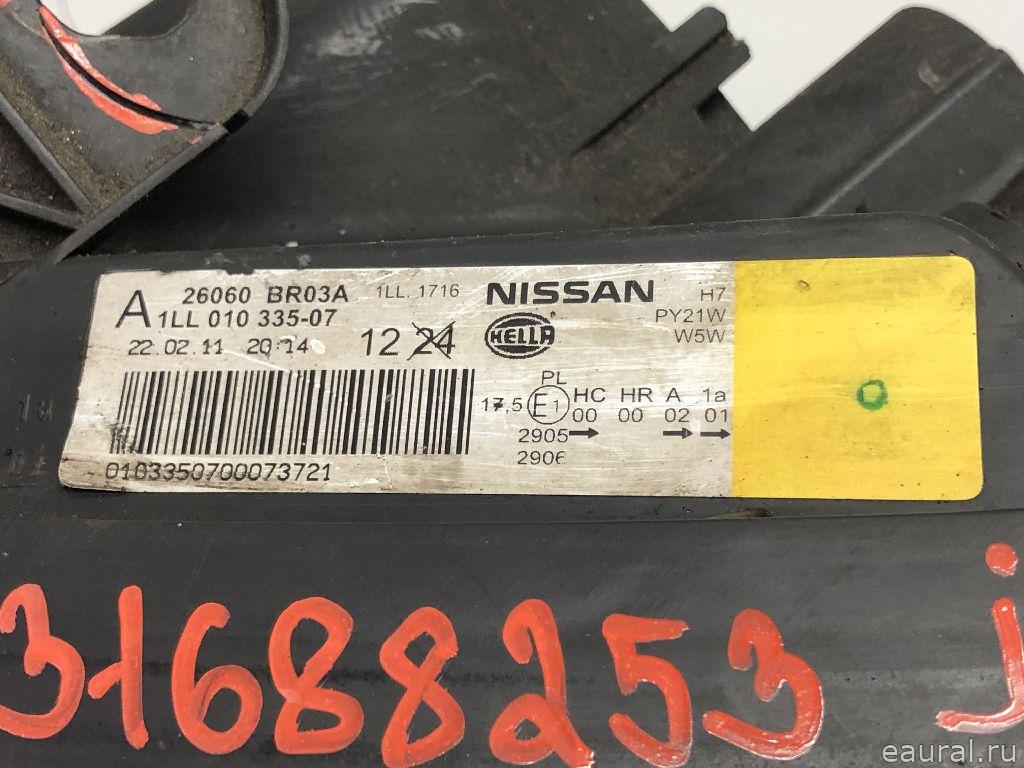 A 26060 BR03A 1LL. 1716 NISSAN H7
1LL 010 335-07 HELLA ® PY21W
22.02.11 20:14 12 24 W5W
PL
17,5 E1 HC HR A 1a
00 00 02 01
2905
2906
0103350700073721
31688253 j
eaural.ru